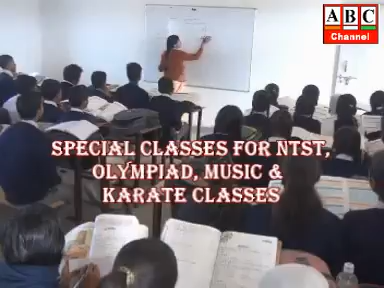 ABC
Channel
SPECIAL CLASSES FOR NTST,
OLYMPIAD, MUSIC &
KARATE CLASSES